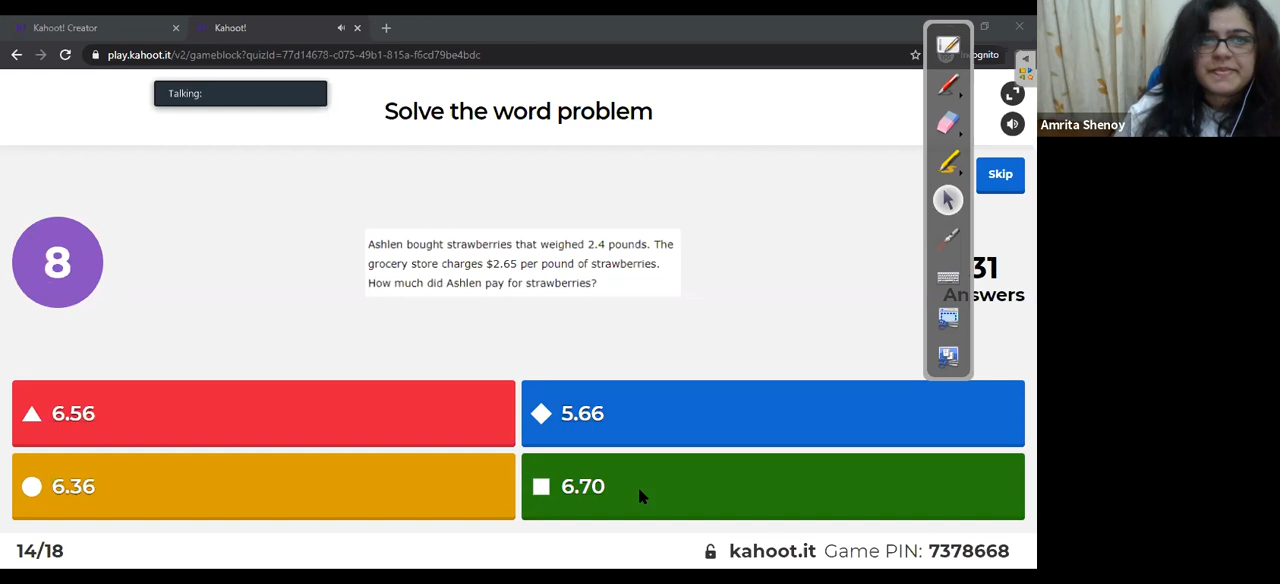 Kahoot! Creator
Kahoot!
play.kahoot.it/v2/gameblock?quizId=77d14678-c075-49b1-815a-f6cd79be4bdc
Incognito
Talking:
Solve the word problem
Amrita Shenoy
Skip
8
Ashlen bought strawberries that weighed 2.4 pounds. The
grocery store charges $2.65 per pound of strawberries.
How much did Ashlen pay for strawberries?
31
Answers
6.56
5.66
6.36
6.70
14/18
kahoot.it Game PIN: 7378668